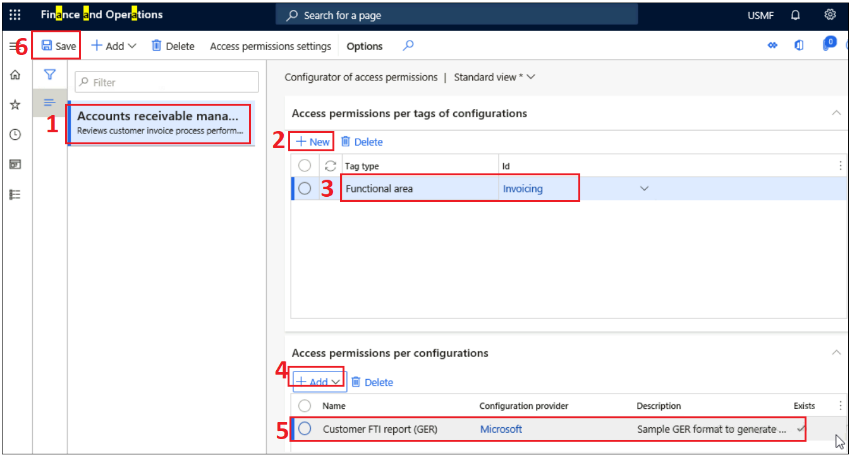 Finance and Operations
Search for a page
USMF
6
Save
Add
Delete
Access permissions settings
Options
0
Filter
1
Accounts receivable mana...
Reviews customer invoice process perform...
Configurator of access permissions | Standard view *
Access permissions per tags of configurations
2
New
Delete
Tag type
Id
3
Functional area
Invoicing
Access permissions per configurations
4
Add
Delete
Name
Configuration provider
Description
Exists
5
Customer FTI report (GER)
Microsoft
Sample GER format to generate ...